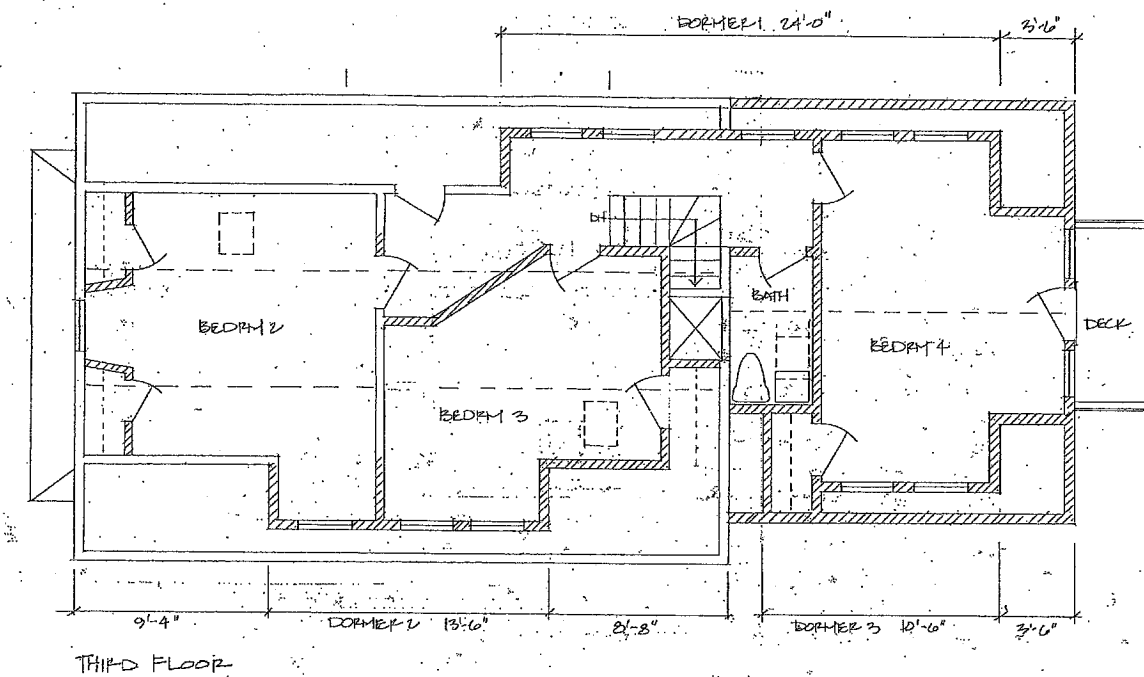 DORMER 1 24'-0" 3'-6"
BATH
BEDRM 2
DECK
BEDRM 4
BEDRM 3
9'-4" DORMER 2 13'-6" 8'-8" DORMER 3 10'-6" 3'-6"
THIRD FLOOR